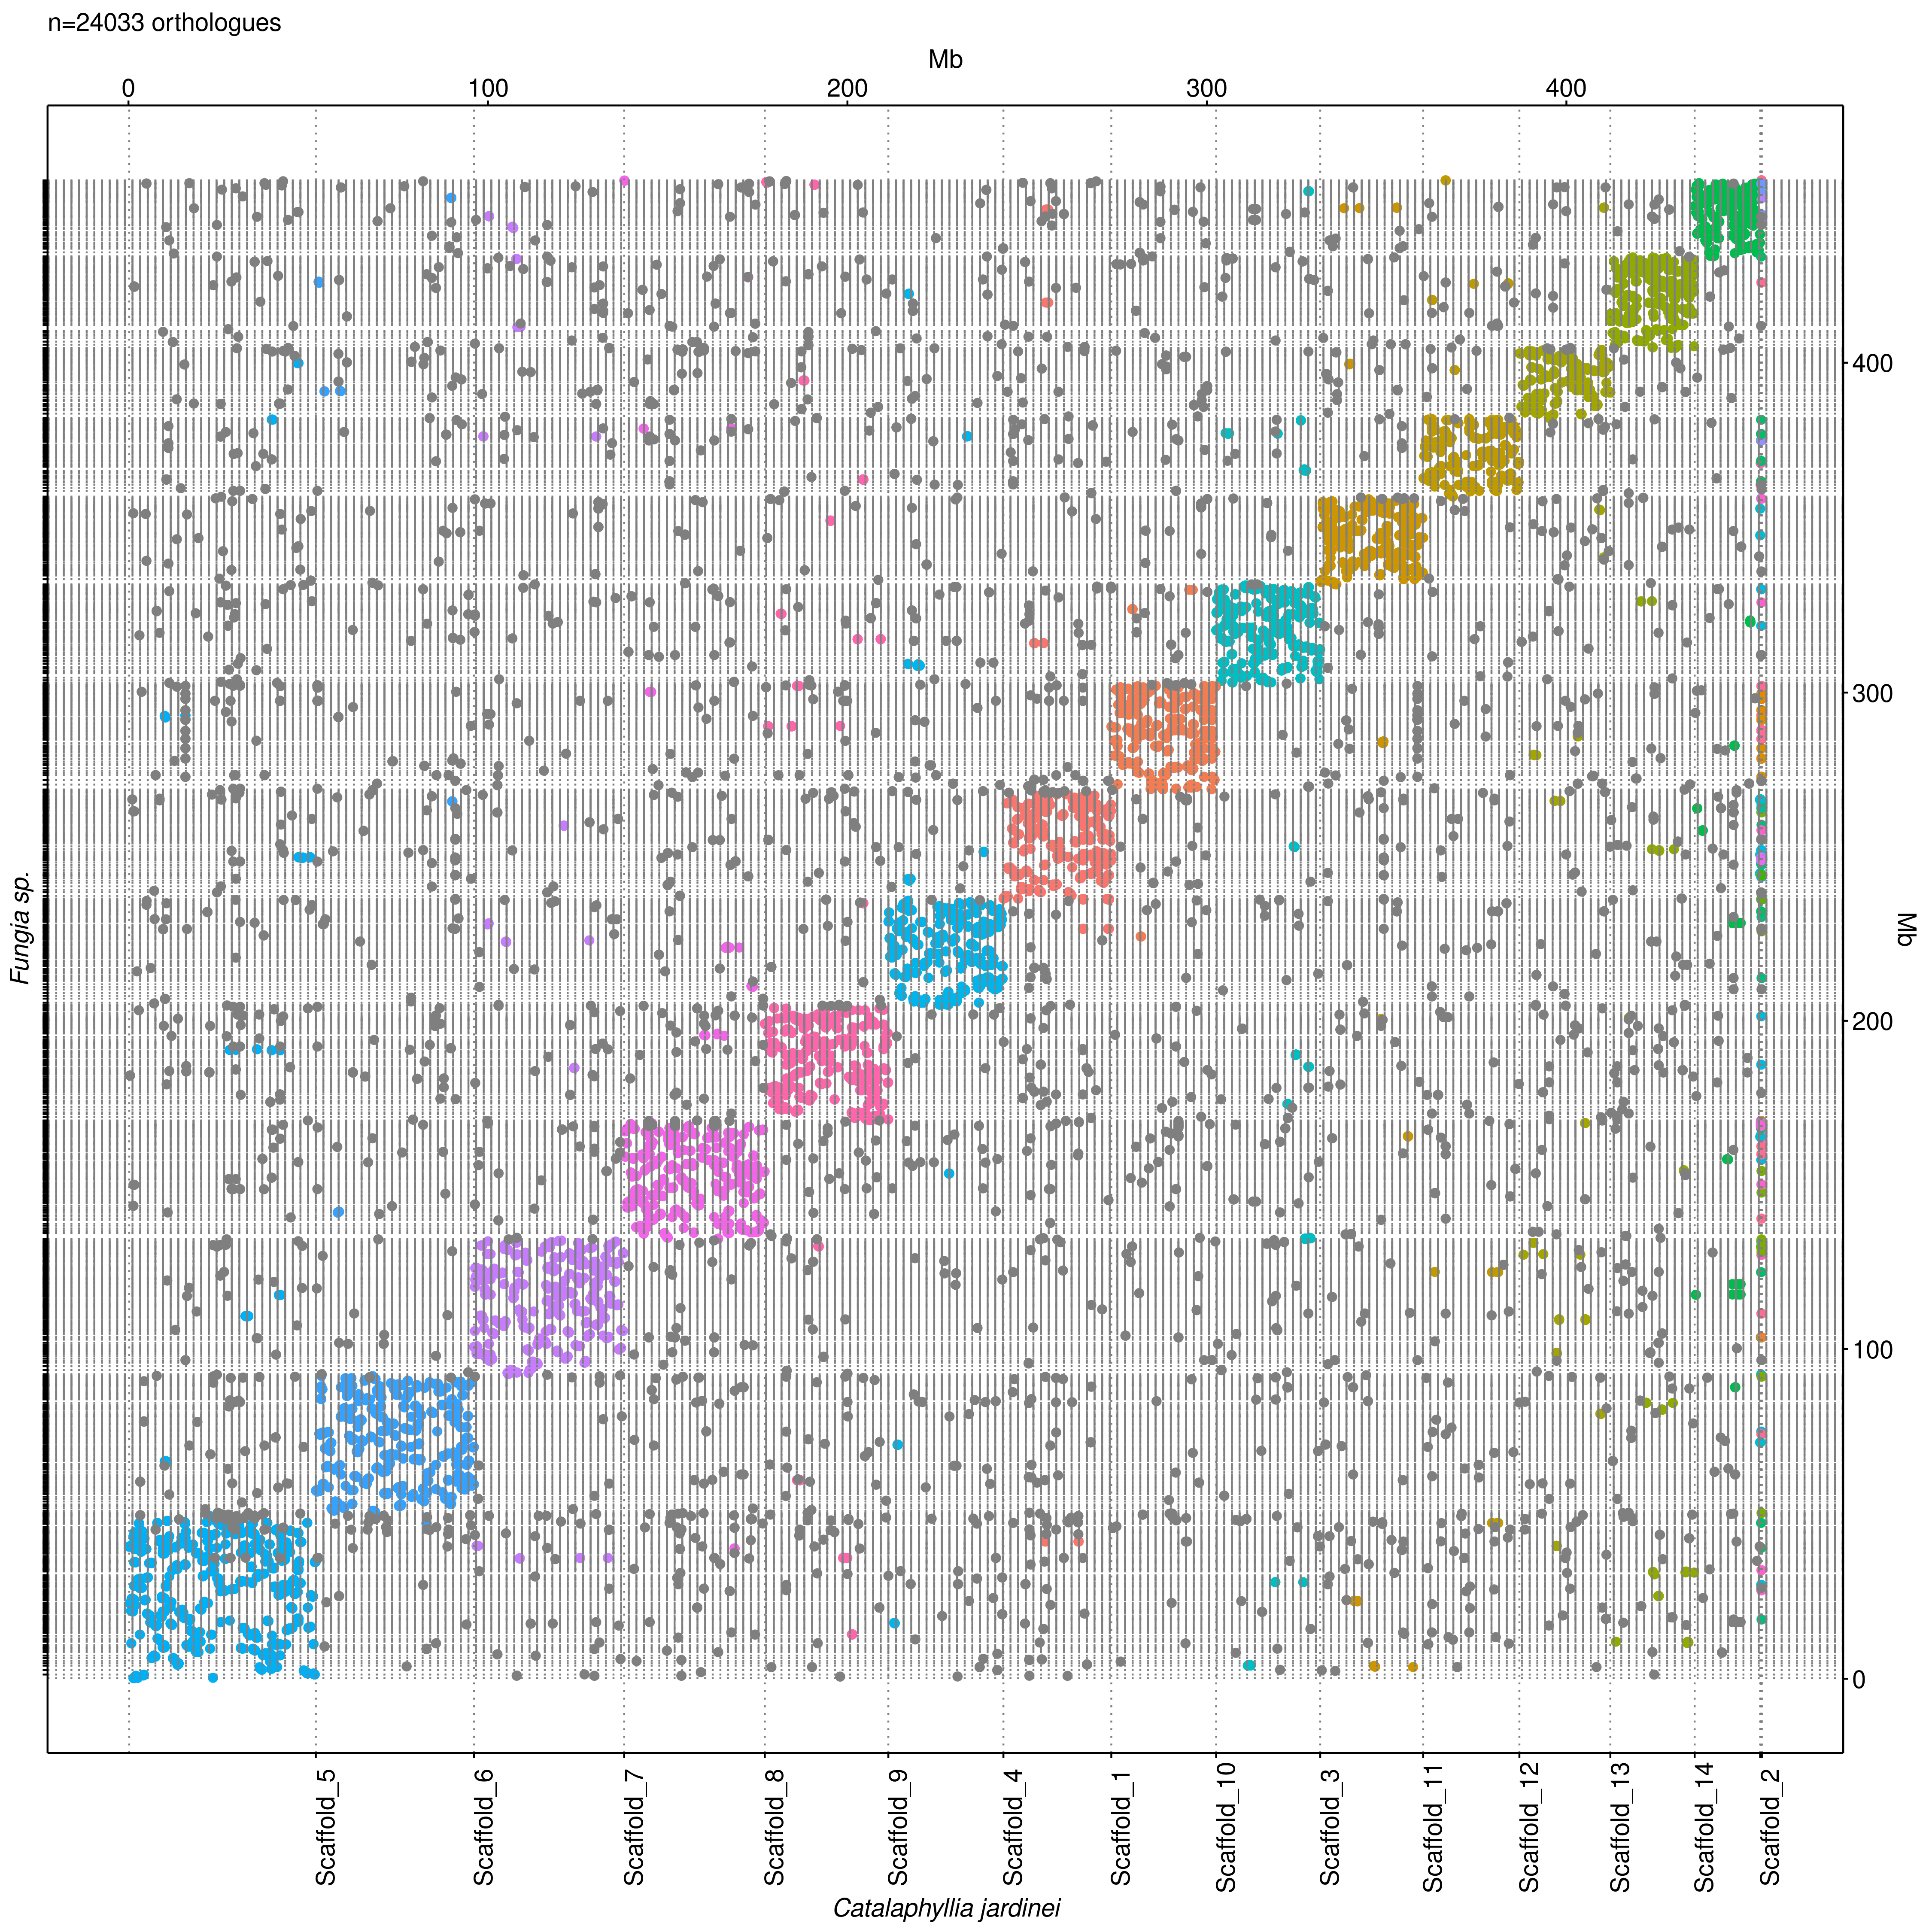 n=24033 orthologues
Mb
0 100 200 300 400
400
300
Fungia sp.
Mb
200
100
0
Scaffold_5
Scaffold_6
Scaffold_7
Scaffold_8
Scaffold_9
Scaffold_4
Scaffold_1
Scaffold_10
Scaffold_3
Scaffold_11
Scaffold_12
Scaffold_13
Scaffold_14
Scaffold_2
Catalaphyllia jardinei